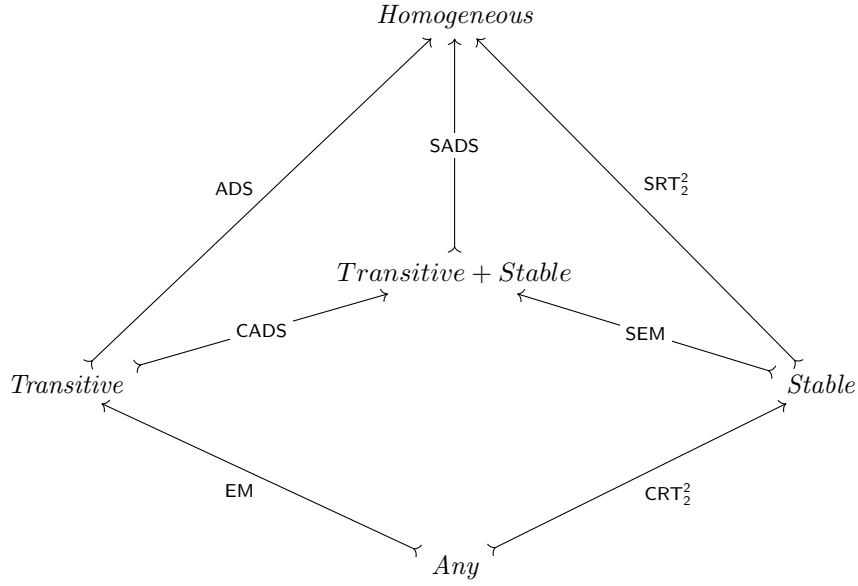 Homogeneous
SADS
ADS
SRT²₂
Transitive + Stable
CADS
SEM
Transitive
Stable
EM
CRT²₂
Any